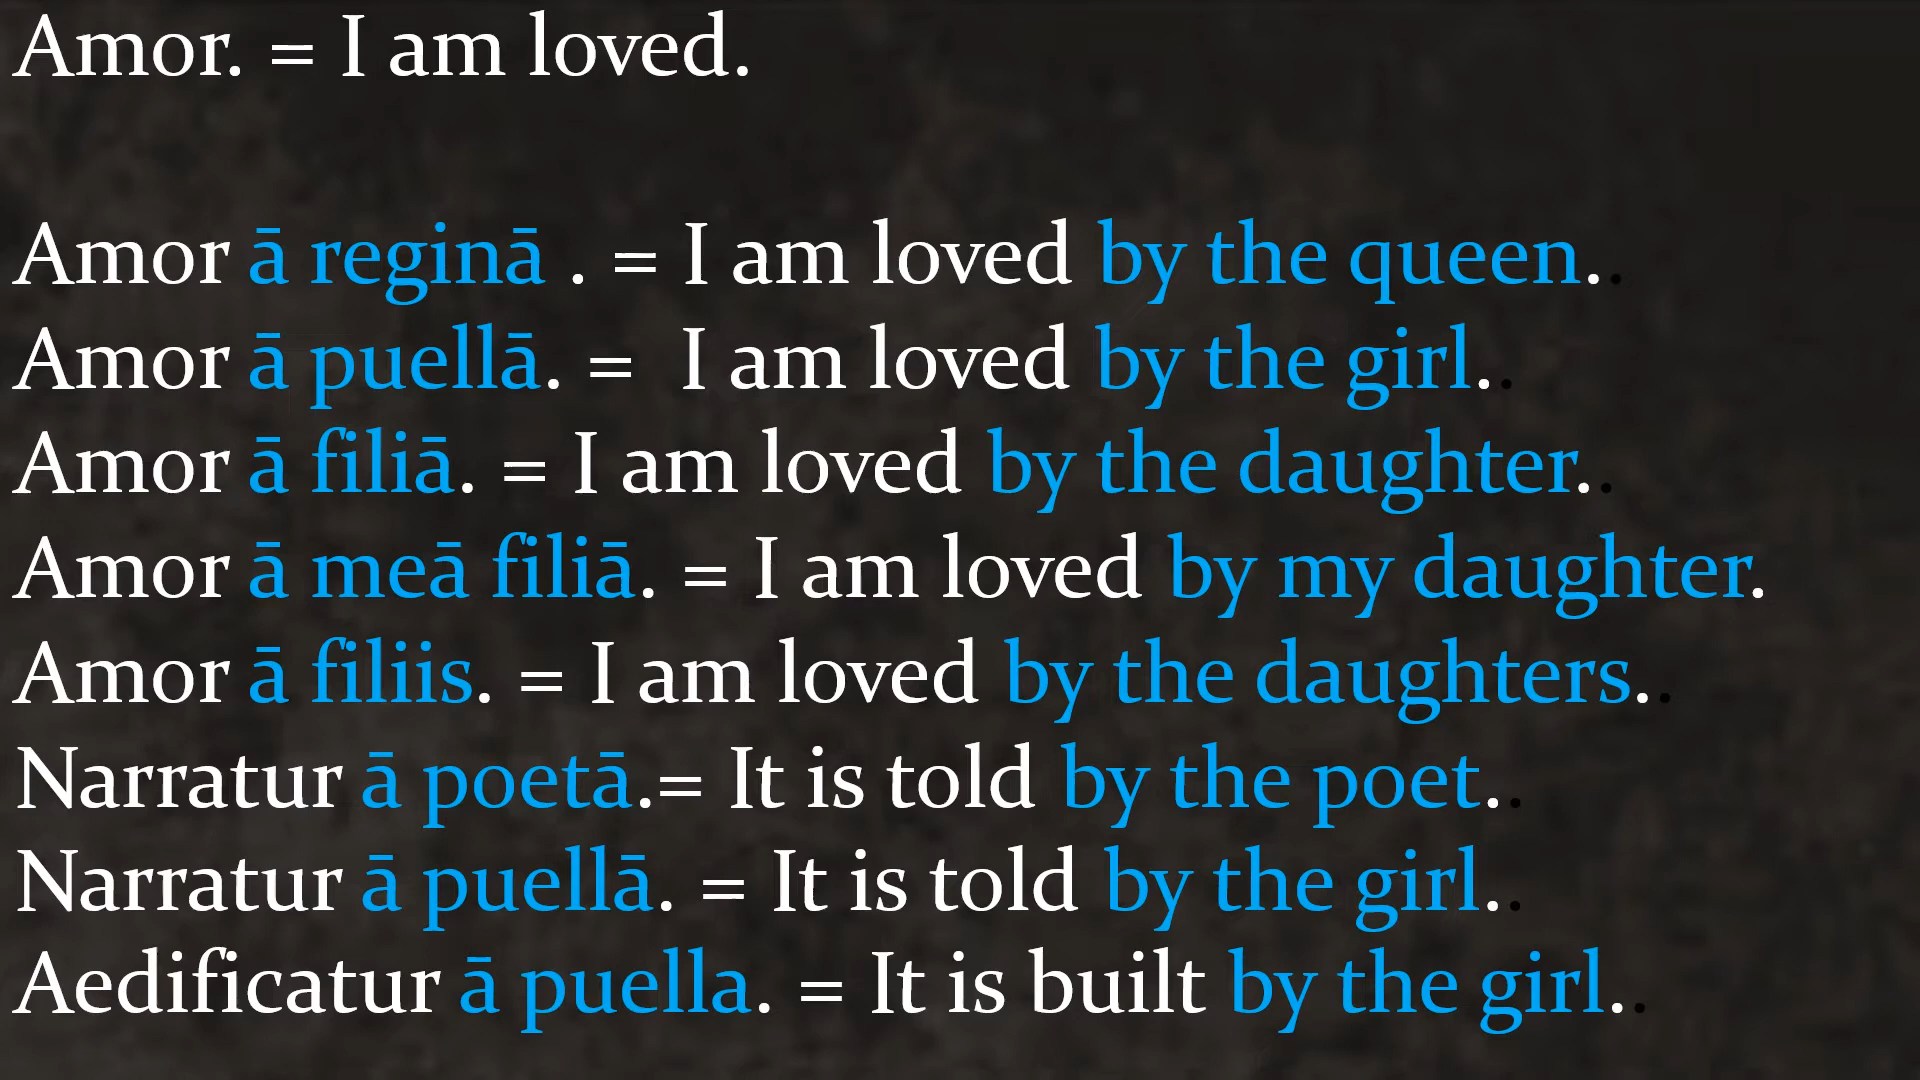 Amor. = I am loved.
Amor ā reginā . = I am loved by the queen..
Amor ā puellā. = I am loved by the girl..
Amor ā filiā. = I am loved by the daughter..
Amor ā meā filiā. = I am loved by my daughter.
Amor ā filiis. = I am loved by the daughters..
Narratur ā poetā.= It is told by the poet..
Narratur ā puellā. = It is told by the girl..
Aedificatur ā puella. = It is built by the girl..